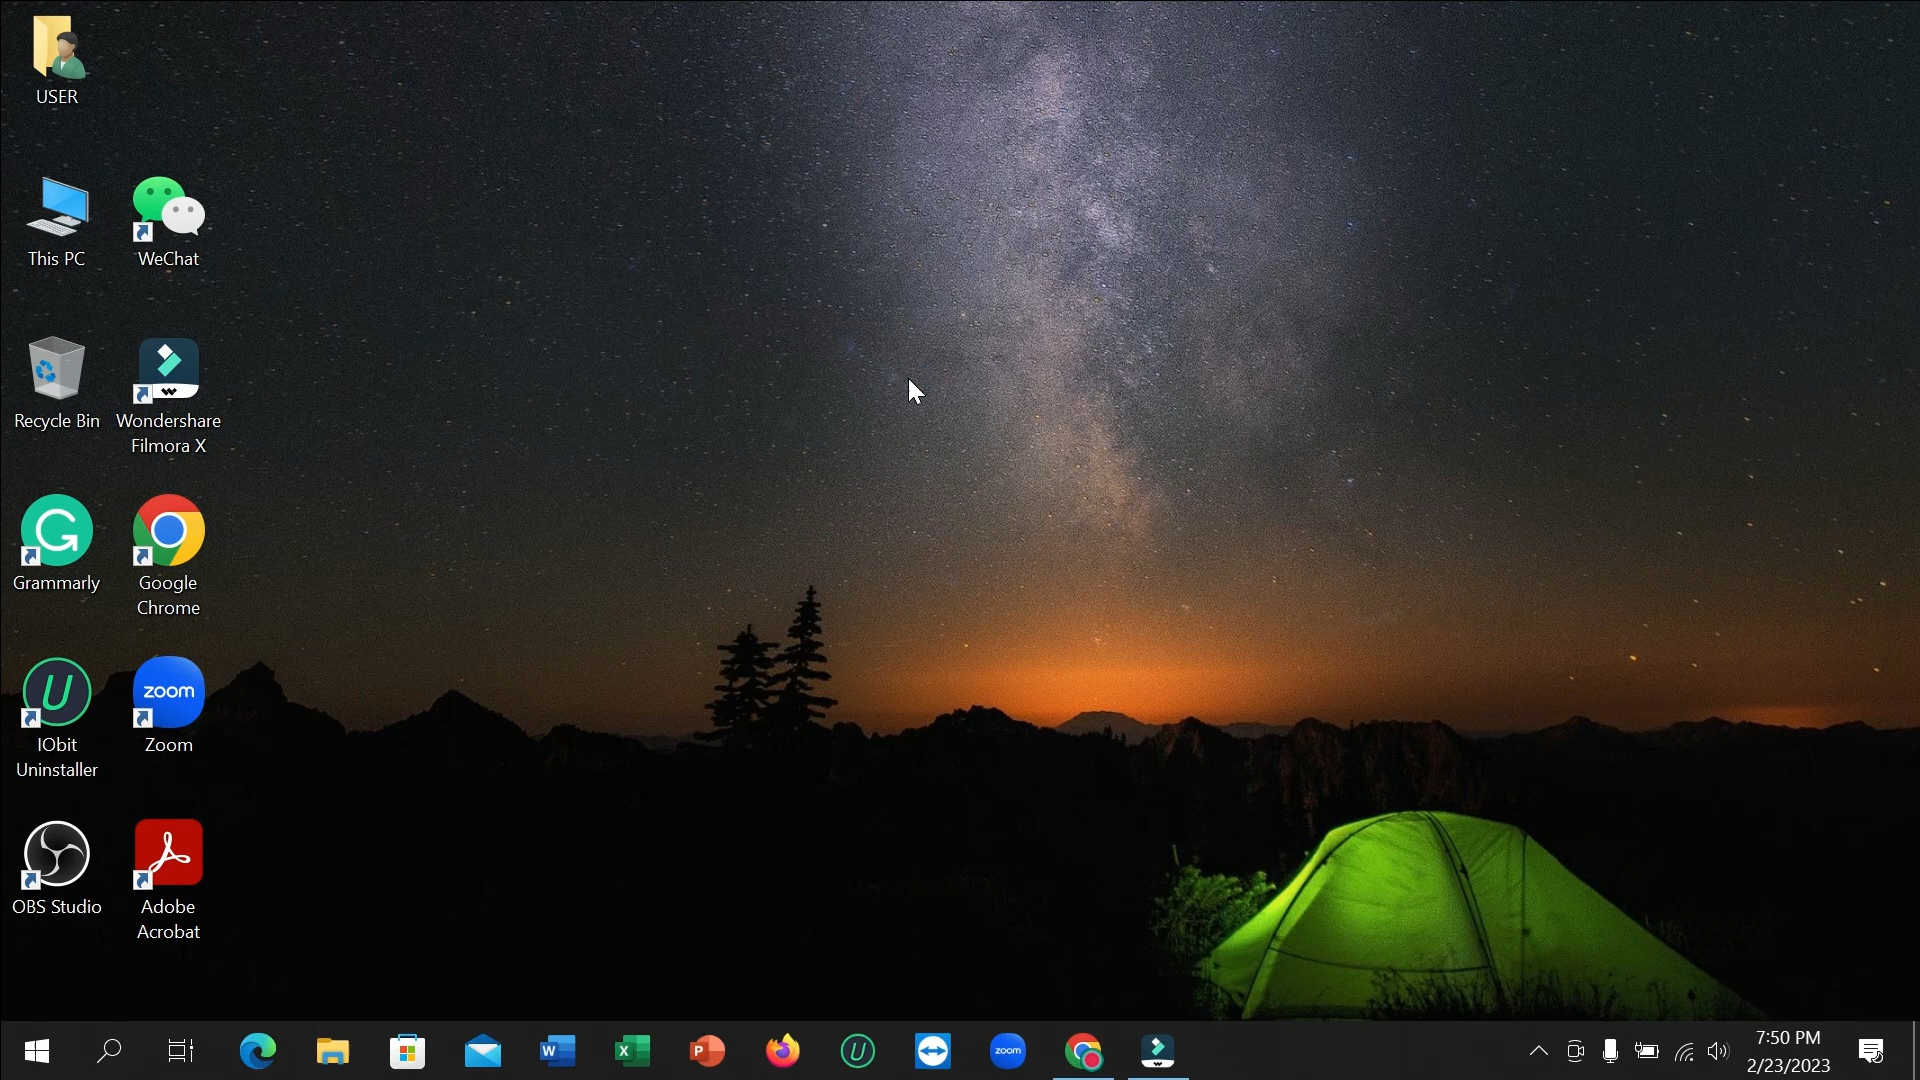 USER
This PC
WeChat
Recycle Bin
Wondershare
Filmora X
Grammarly
Google
Chrome
IObit
Uninstaller
zoom
Zoom
OBS Studio
Adobe
Acrobat
zoom
7:50 PM
2/23/2023